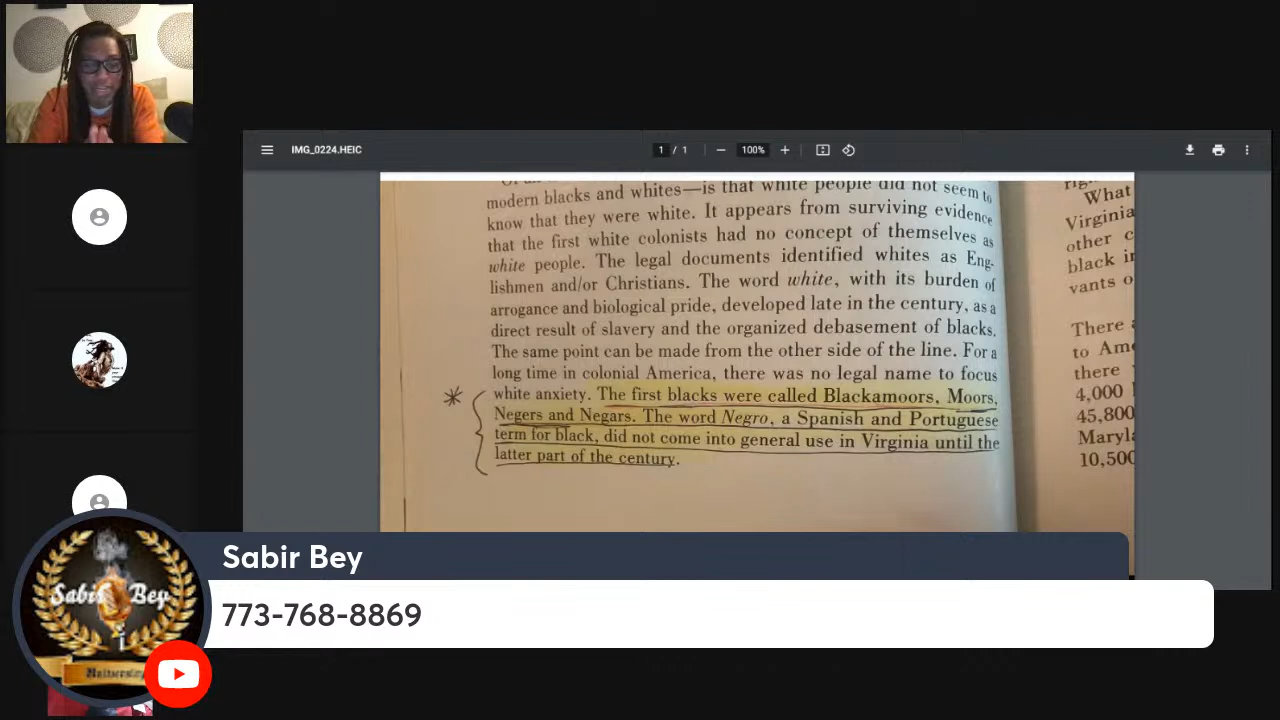 IMG_0224.HEIC
1 / 1
100%
modern blacks and whites—is that white people did not seem to
know that they were white. It appears from surviving evidence
that the first white colonists had no concept of themselves as
white people. The legal documents identified whites as Eng-
lishmen and/or Christians. The word white, with its burden of
arrogance and biological pride, developed late in the century, as a
direct result of slavery and the organized debasement of blacks.
The same point can be made from the other side of the line. For a
long time in colonial America, there was no legal name to focus
white anxiety. The first blacks were called Blackamoors, Moors,
Negers and Negars. The word Negro, a Spanish and Portuguese
term for black, did not come into general use in Virginia until the
latter part of the century.
What
Virginia
other c
black in
vants o
There a
to Ame
there
4,000
45,800
Maryla
10,500
Sabir Bey
Sabir Bey
773-768-8869